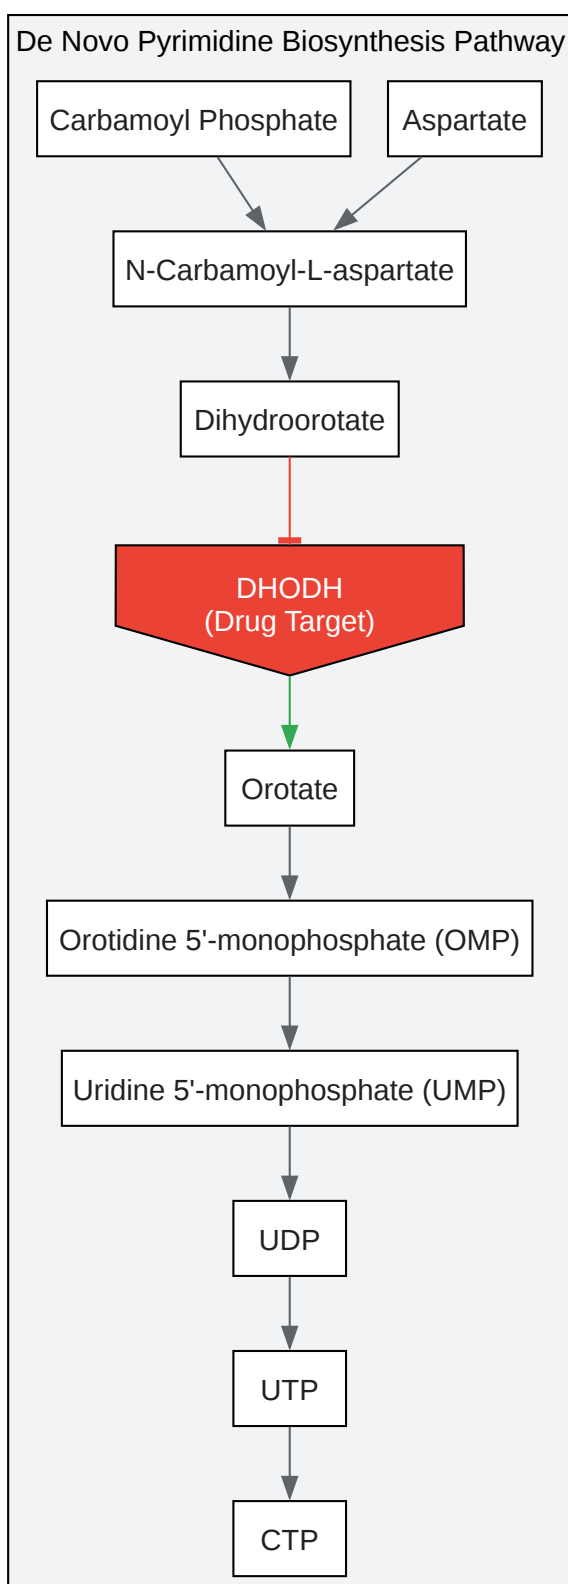 De Novo Pyrimidine Biosynthesis Pathway
Carbamoyl Phosphate
Aspartate
N-Carbamoyl-L-aspartate
Dihydroorotate
DHODH
(Drug Target)
Orotate
Orotidine 5'-monophosphate (OMP)
Uridine 5'-monophosphate (UMP)
UDP
UTP
CTP